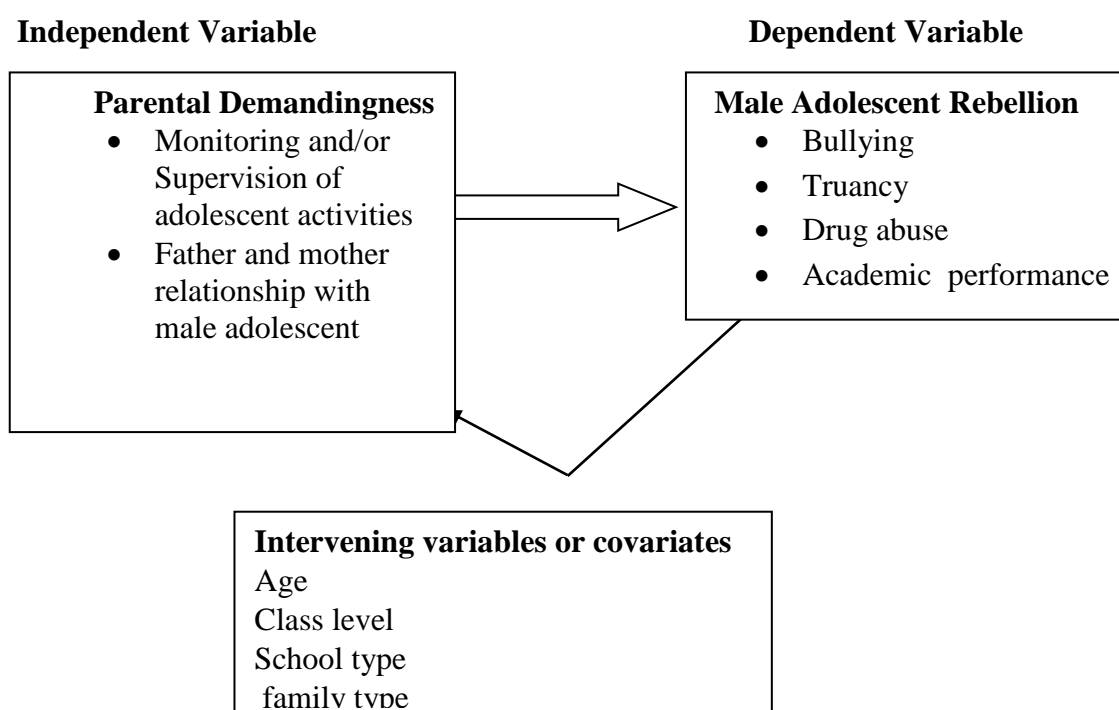 Independent Variable
Dependent Variable
Parental Demandingness
• Monitoring and/or
Supervision of
adolescent activities
• Father and mother
relationship with
male adolescent
Male Adolescent Rebellion
• Bullying
• Truancy
• Drug abuse
• Academic performance
Intervening variables or covariates
Age
Class level
School type
family type